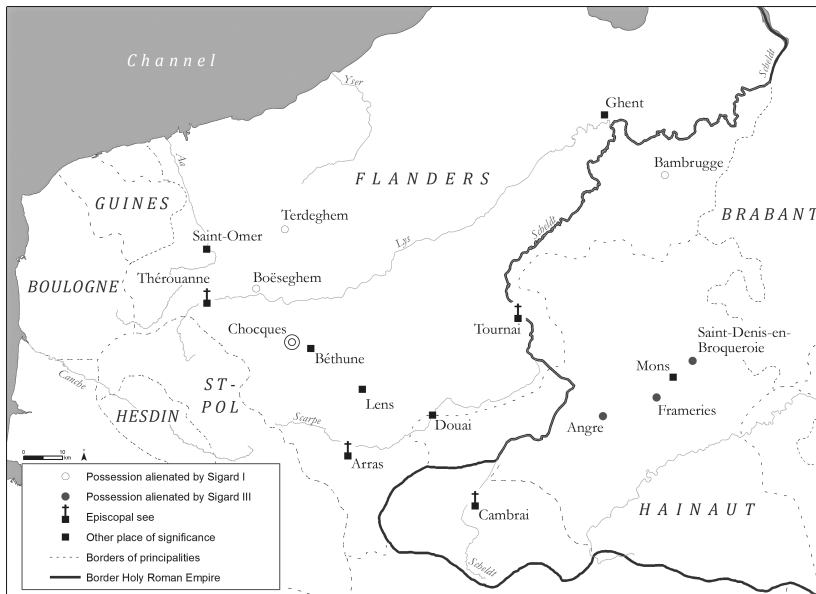 Channel
Yser
Scheldt
Ghent
Aa
Bambrugge
FLANDERS
GUINES
Terdeghem
BRABANT
Saint-Omer
Lys
Scheldt
Thérouanne
Boëseghem
BOULOGNE
Tournai
Chocques
Saint-Denis-en-
Broqueroie
Béthune
Mons
Canche
ST-
POL
Lens
Frameries
HESDIN
Scarpe
Douai
Angre
Arras
0 10
km
HAINAUT
Cambrai
Scheldt
Possession alienated by Sigard I
Possession alienated by Sigard III
Episcopal see
Other place of significance
Borders of principalities
Border Holy Roman Empire